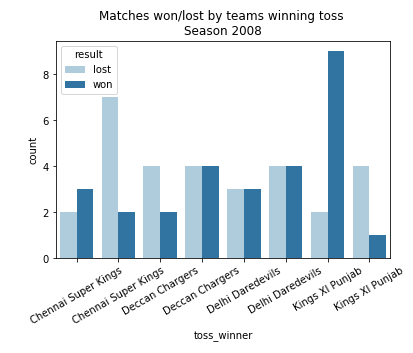 Matches won/lost by teams winning toss
Season 2008
result
lost
won
count
8
6
4
2
0
Chennai Super Kings
Chennai Super Kings
Deccan Chargers
Deccan Chargers
Delhi Daredevils
Delhi Daredevils
Kings XI Punjab
Kings XI Punjab
toss_winner